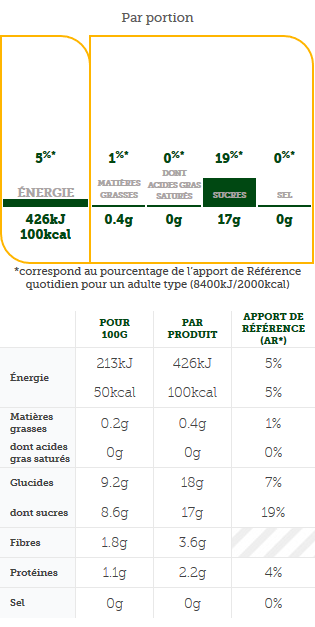 Par portion
5%* 1%* 0%* 19%* 0%*
ÉNERGIE
MATIÈRES
GRASSES
DONT
ACIDES GRAS
SATURÉS
SUCRES
SEL
426kJ
100kcal
0.4g 0g 17g 0g
*correspond au pourcentage de l'apport de Référence
quotidien pour un adulte type (8400kJ/2000kcal)
POUR
100G
PAR
PRODUIT
APPORT DE
RÉFÉRENCE
(AR*)
Énergie
213kJ 426kJ 5%
50kcal 100kcal 5%
Matières
grasses
0.2g 0.4g 1%
dont acides
gras saturés
0g 0g 0%
Glucides 9.2g 18g 7%
dont sucres 8.6g 17g 19%
Fibres 1.8g 3.6g
Protéines 1.1g 2.2g 4%
Sel 0g 0g 0%